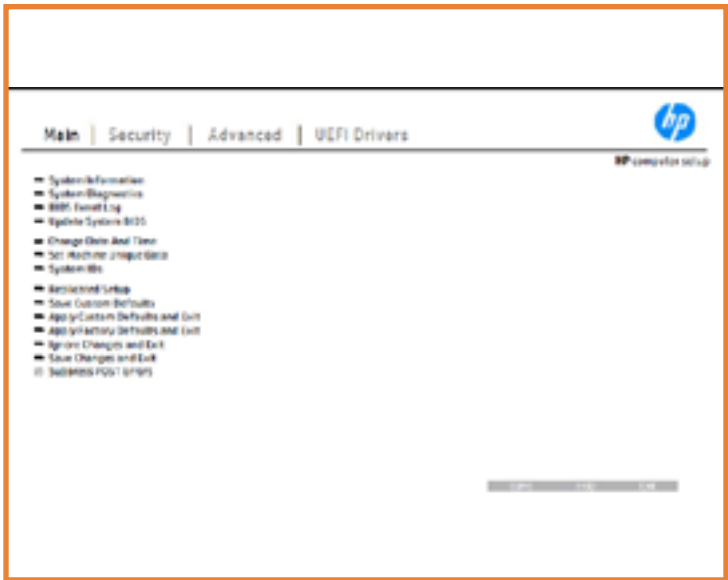 hp
Main | Security | Advanced | UEFI Drivers
HP computer setup
System Information
System Diagnostics
BIOS Event Log
Update System BIOS
Change Date And Time
Set Machine Unique Data
System IDs
Replicated Setup
Save Custom Defaults
Apply Custom Defaults and Exit
Apply Factory Defaults and Exit
Ignore Changes and Exit
Save Changes and Exit
POST errors